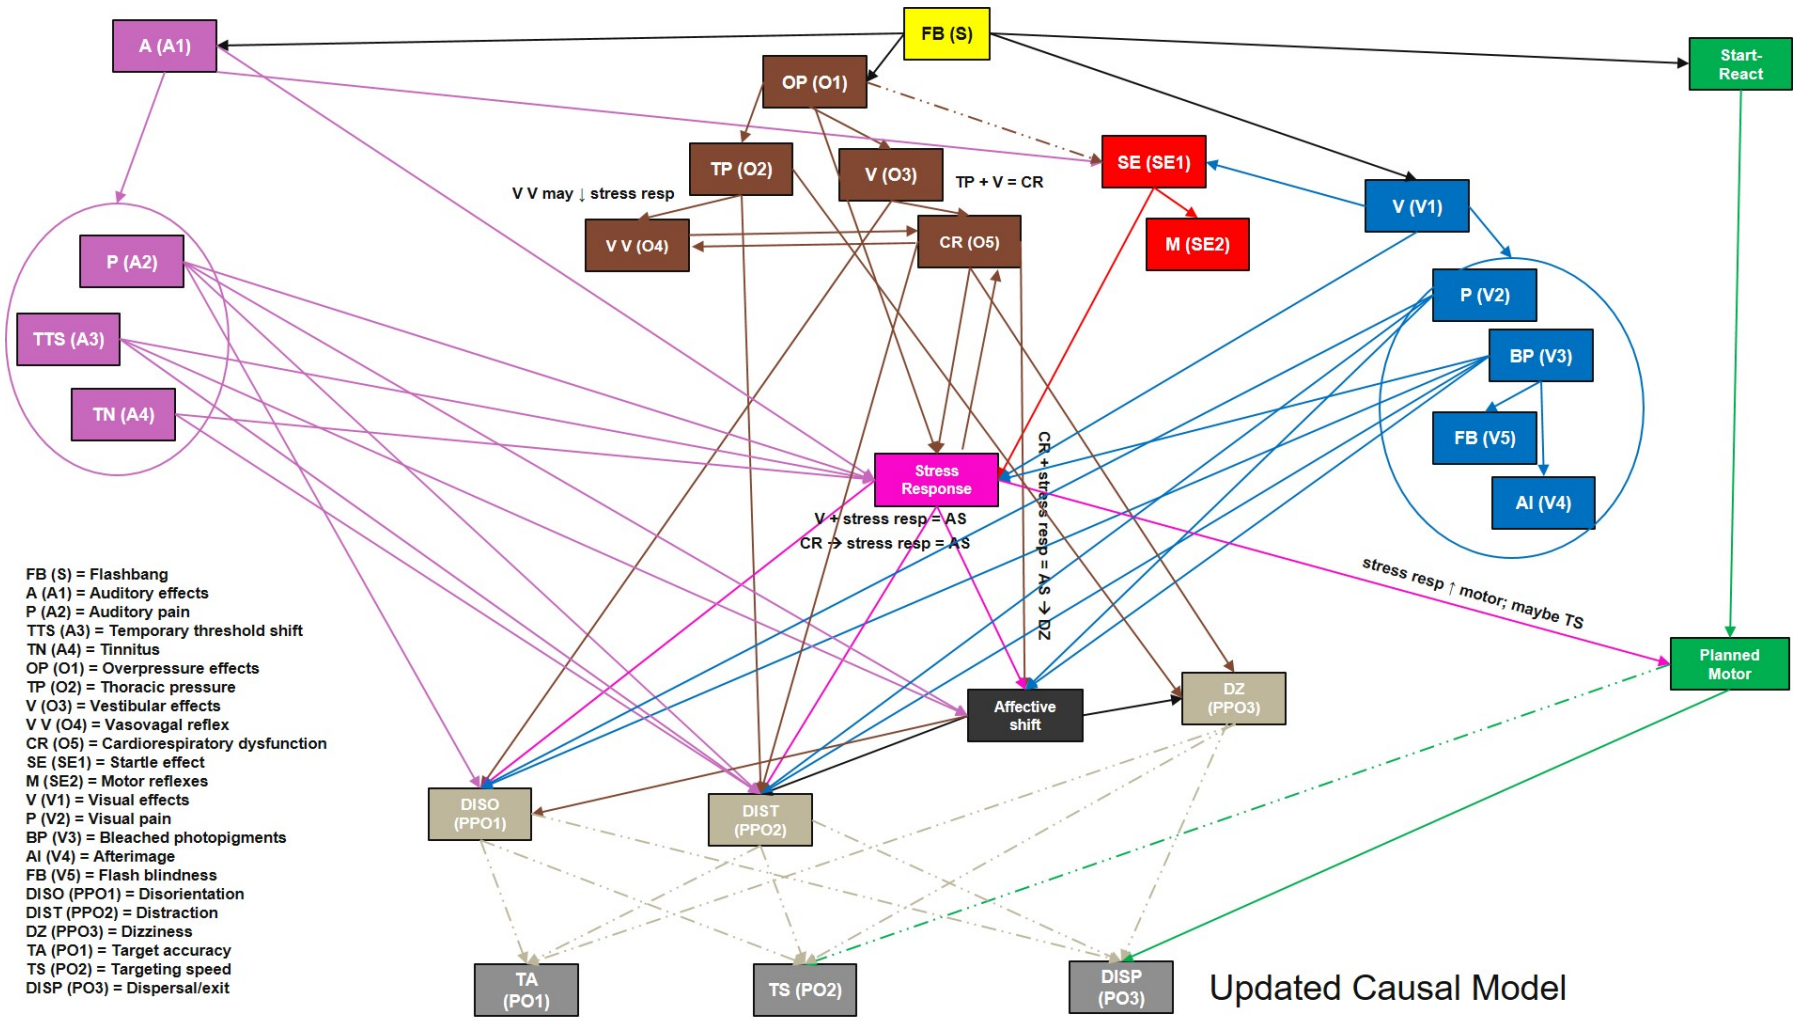 A (A1)
FB (S)
Start-
React
OP (O1)
TP (O2)
V (O3)
TP + V = CR
SE (SE1)
V V may ↓ stress resp
V (V1)
V V (O4)
CR (O5)
M (SE2)
P (A2)
P (V2)
TTS (A3)
BP (V3)
TN (A4)
FB (V5)
AI (V4)
Stress
Response
CR + stress resp = AS → DZ
V + stress resp = AS
CR → stress resp = AS
stress resp ↑ motor; maybe TS
Planned
Motor
DZ
(PPO3)
Affective
shift
DISO
(PPO1)
DIST
(PPO2)
TA
(PO1)
TS (PO2)
DISP
(PO3)
FB (S) = Flashbang
A (A1) = Auditory effects
P (A2) = Auditory pain
TTS (A3) = Temporary threshold shift
TN (A4) = Tinnitus
OP (O1) = Overpressure effects
TP (O2) = Thoracic pressure
V (O3) = Vestibular effects
V V (O4) = Vasovagal reflex
CR (O5) = Cardiorespiratory dysfunction
SE (SE1) = Startle effect
M (SE2) = Motor reflexes
V (V1) = Visual effects
P (V2) = Visual pain
BP (V3) = Bleached photopigments
AI (V4) = Afterimage
FB (V5) = Flash blindness
DISO (PPO1) = Disorientation
DIST (PPO2) = Distraction
DZ (PPO3) = Dizziness
TA (PO1) = Target accuracy
TS (PO2) = Targeting speed
DISP (PO3) = Dispersal/exit
Updated Causal Model